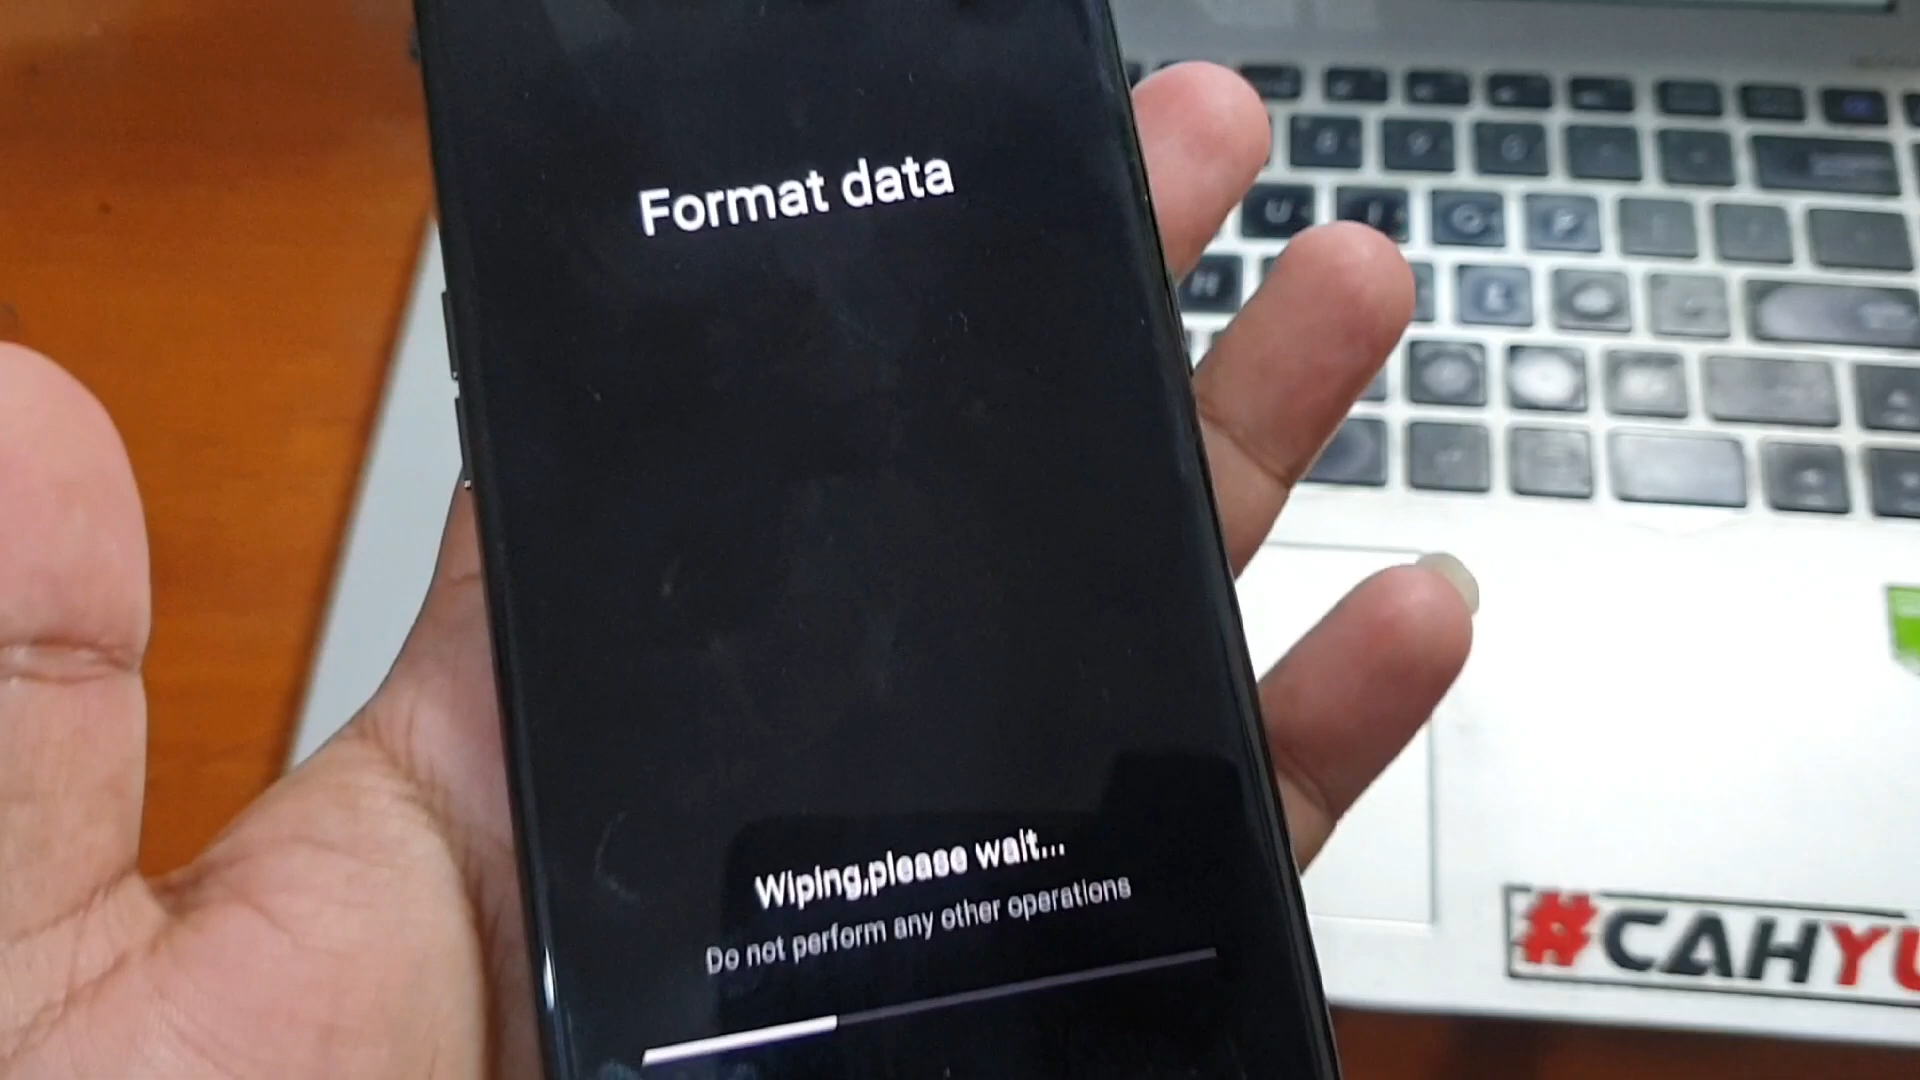 Format data
Wiping,please wait...
Do not perform any other operations
#CAHYU
U
I
O
P
H